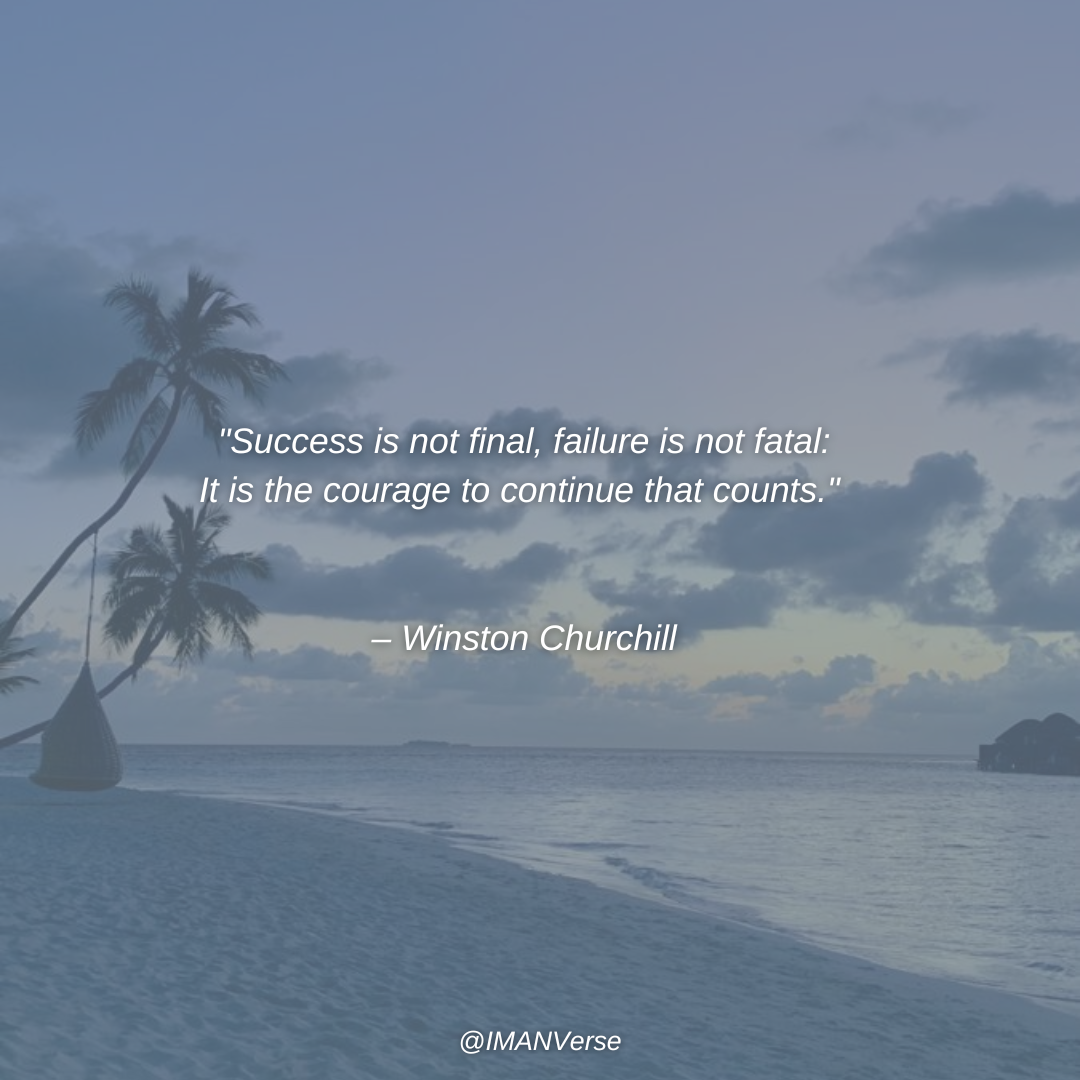 "Success is not final, failure is not fatal:
It is the courage to continue that counts."
– Winston Churchill
@IMANVerse